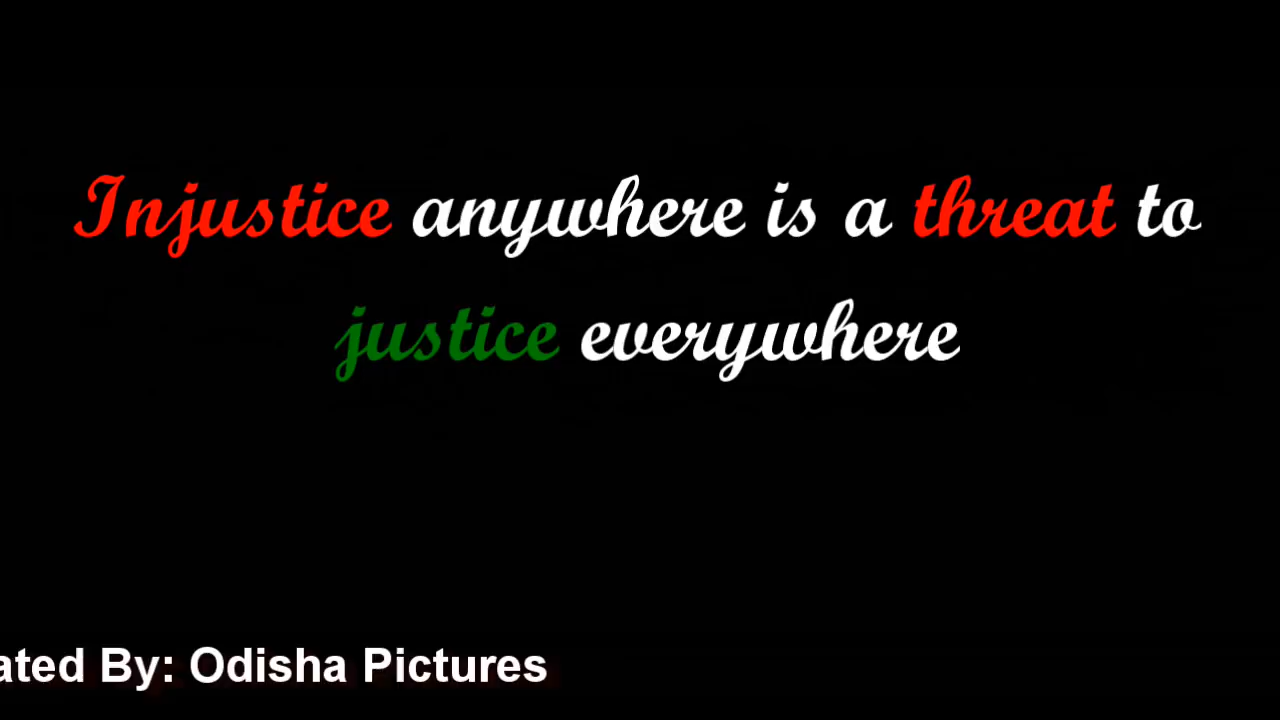 Injustice anywhere is a threat to
justice everywhere
ated By: Odisha Pictures